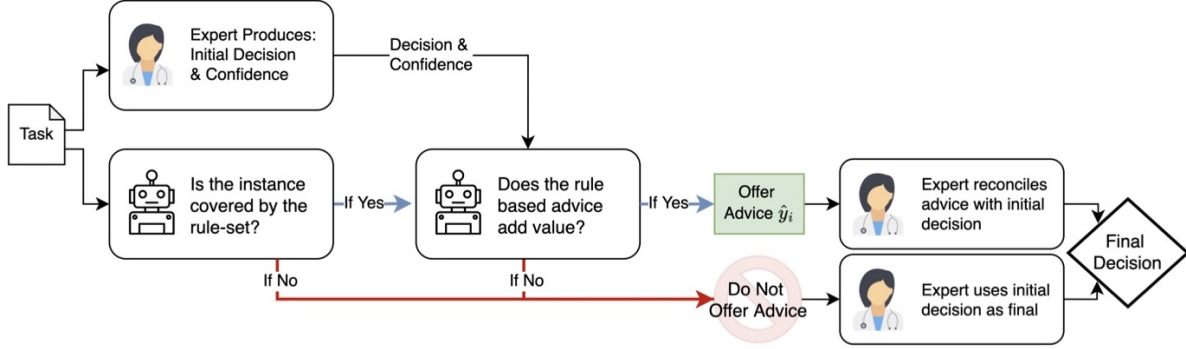 Expert Produces:
Initial Decision
& Confidence
Decision &
Confidence
Task
Is the instance
covered by the
rule-set?
If Yes
Does the rule
based advice
add value?
If Yes
Offer
Advice ŷᵢ
Expert reconciles
advice with initial
decision
Final
Decision
If No
If No
Do Not
Offer Advice
Expert uses initial
decision as final